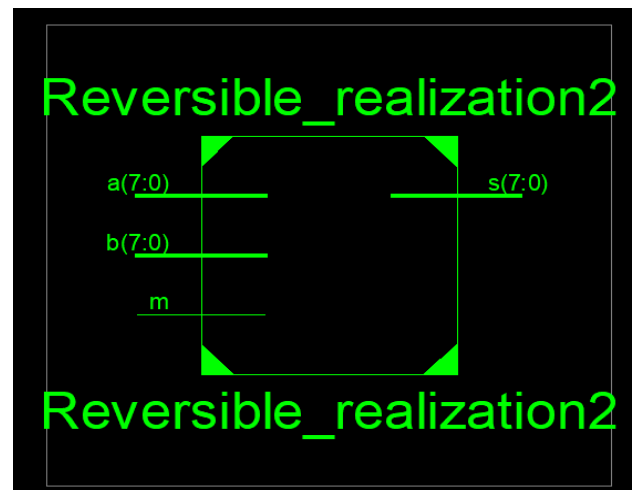 Reversible_realization2
a(7:0)
s(7:0)
b(7:0)
m
Reversible_realization2